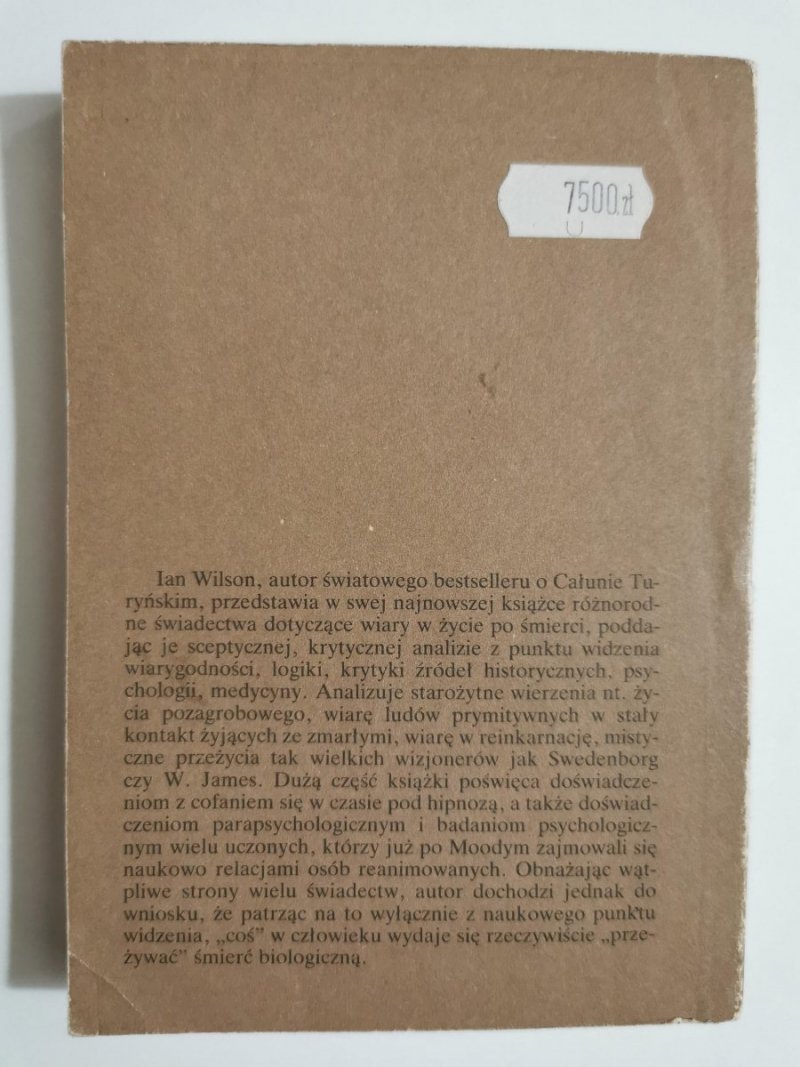 7500 zł
Ian Wilson, autor światowego bestselleru o Całunie Tu-
ryńskim, przedstawia w swej najnowszej książce różnorod-
ne świadectwa dotyczące wiary w życie po śmierci, podda-
jąc je sceptycznej, krytycznej analizie z punktu widzenia
wiarygodności, logiki, krytyki źródeł historycznych, psy-
chologii, medycyny. Analizuje starożytne wierzenia nt. ży-
cia pozagrobowego, wiarę ludów prymitywnych w stały
kontakt żyjących ze zmarłymi, wiarę w reinkarnację, misty-
czne przeżycia tak wielkich wizjonerów jak Swedenborg
czy W. James. Dużą część książki poświęca doświadcze-
niom z cofaniem się w czasie pod hipnozą, a także doświad-
czeniom parapsychologicznym i badaniom psychologicz-
nym wielu uczonych, którzy już po Moodym zajmowali się
naukowo relacjami osób reanimowanych. Obnażając wąt-
pliwe strony wielu świadectw, autor dochodzi jednak do
wniosku, że patrząc na to wyłącznie z naukowego punktu
widzenia, „coś” w człowieku wydaje się rzeczywiście „prze-
żywać” śmierć biologiczną.